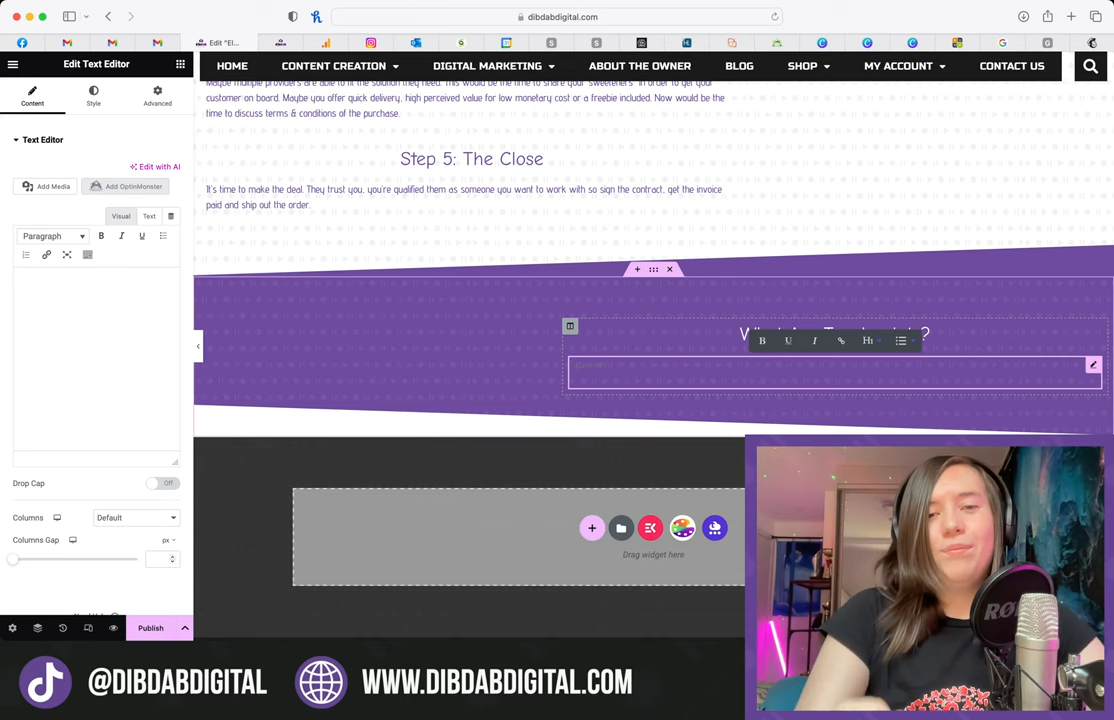 dibdabdigital.com
Edit "El...
Edit Text Editor
HOME
CONTENT CREATION
DIGITAL MARKETING
ABOUT THE OWNER
BLOG
SHOP
MY ACCOUNT
CONTACT US
Content
Style
Advanced
Maybe multiple providers are able to fit the solution they need. This would be the time to share your "sweeteners" in order to get your
customer on board. Maybe you offer quick delivery, high perceived value for low monetary cost or a freebie included. Now would be the
time to discuss terms & conditions of the purchase.
Step 5: The Close
It's time to make the deal. They trust you, you're qualified them as someone you want to work with so sign the contract, get the invoice
paid and ship out the order.
Text Editor
Edit with AI
Add Media
Add OptinMonster
Visual
Text
Paragraph
B
I
U
B
U
I
H1
Drop Cap
Off
Columns
Default
Columns Gap
px
Publish
Drag widget here
RØDE
@DIBDABDIGITAL
WWW.DIBDABDIGITAL.COM